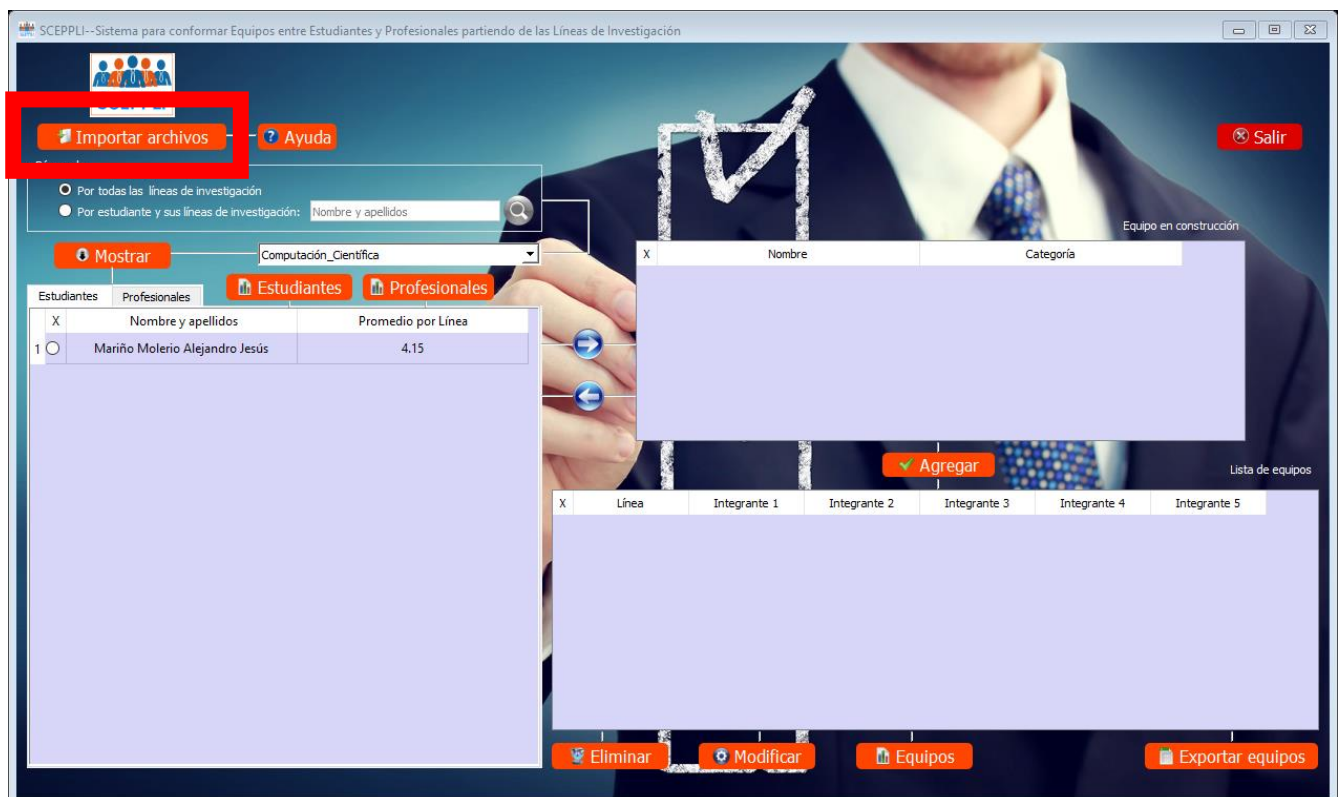 SCEPPLI--Sistema para conformar Equipos entre Estudiantes y Profesionales partiendo de las Líneas de Investigación
Importar archivos
Ayuda
Salir
Por todas las líneas de investigación
Por estudiante y sus líneas de investigación:
Nombre y apellidos
Equipo en construcción
Mostrar
Computación_Científica
X Nombre Categoría
Estudiantes
Profesionales
Estudiantes Profesionales
X Nombre y apellidos Promedio por Línea
1 Mariño Molerio Alejandro Jesús 4.15
Agregar
Lista de equipos
X Línea Integrante 1 Integrante 2 Integrante 3 Integrante 4 Integrante 5
Eliminar
Modificar
Equipos
Exportar equipos